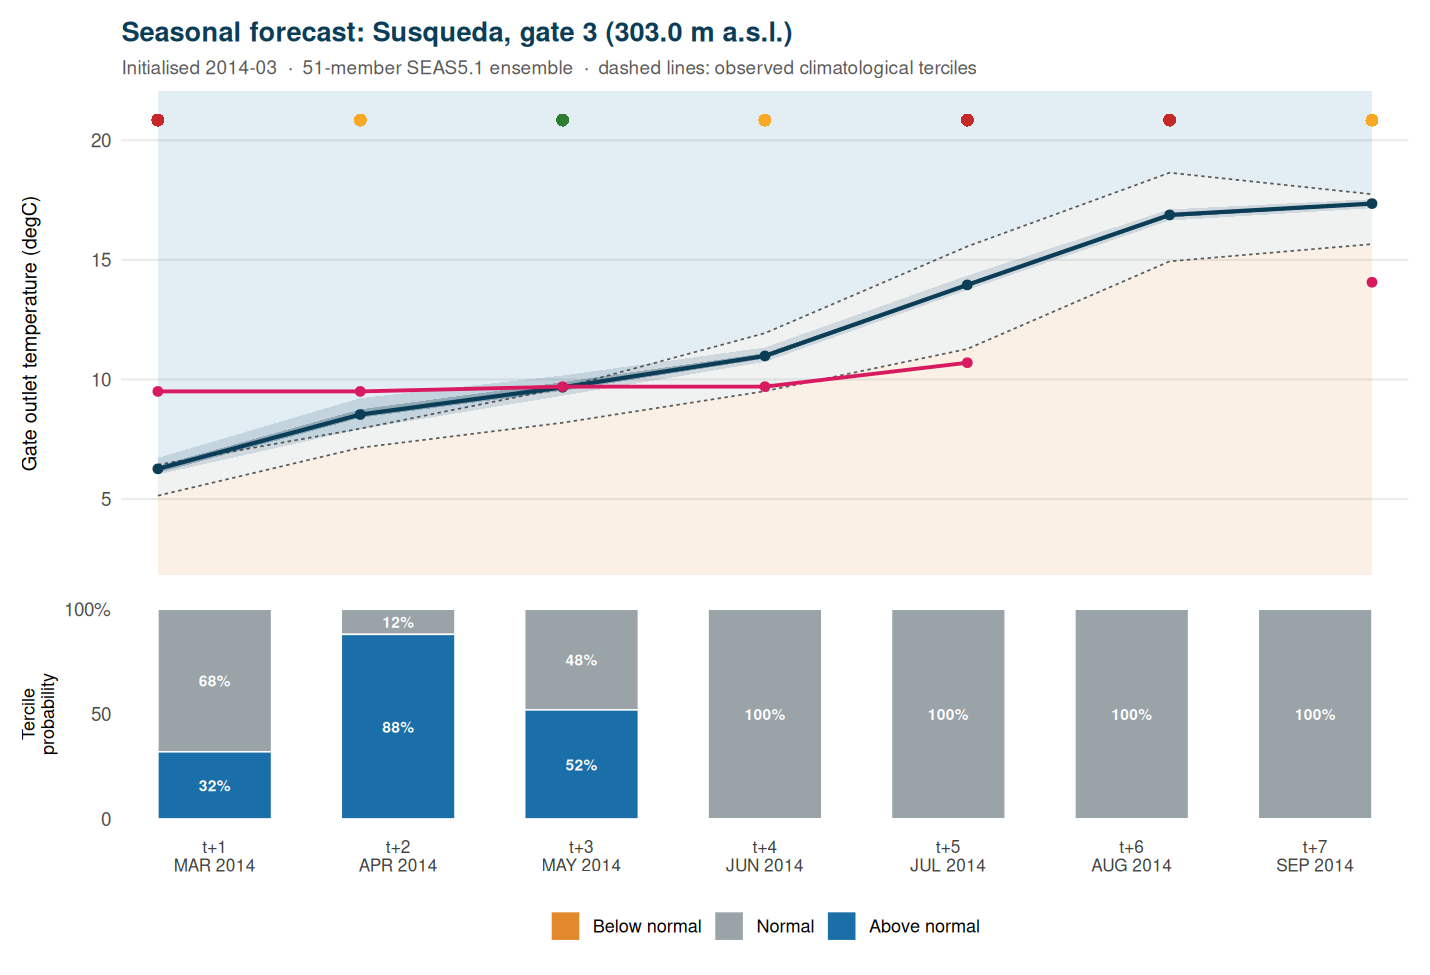 Seasonal forecast: Susqueda, gate 3 (303.0 m a.s.l.)
Initialised 2014-03 · 51-member SEAS5.1 ensemble · dashed lines: observed climatological terciles
Gate outlet temperature (degC)
20
15
10
5
Tercile
probability
100%
50
0
68%
32%
12%
88%
48%
52%
100%
100%
100%
100%
t+1
MAR 2014
t+2
APR 2014
t+3
MAY 2014
t+4
JUN 2014
t+5
JUL 2014
t+6
AUG 2014
t+7
SEP 2014
Below normal
Normal
Above normal